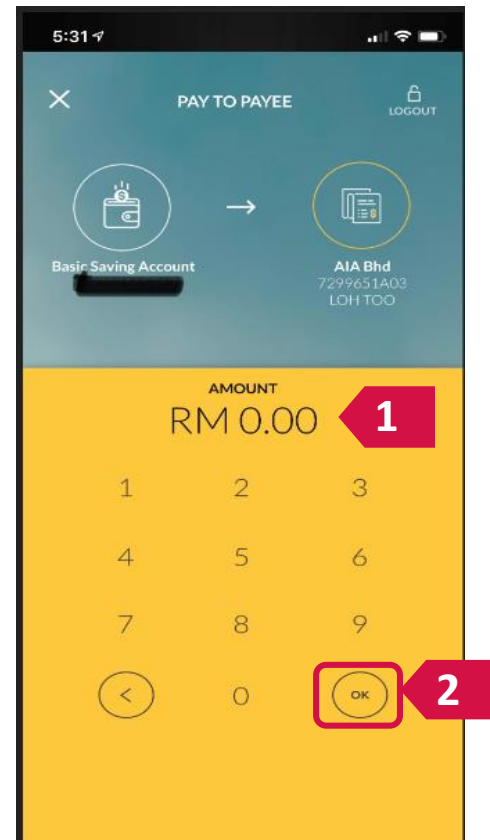 5:31
PAY TO PAYEE
LOGOUT
Basic Saving Account
AIA Bhd
7299651A03
LOH TOO
AMOUNT
RM 0.00
1
1 2 3
4 5 6
7 8 9
< 0 OK
2